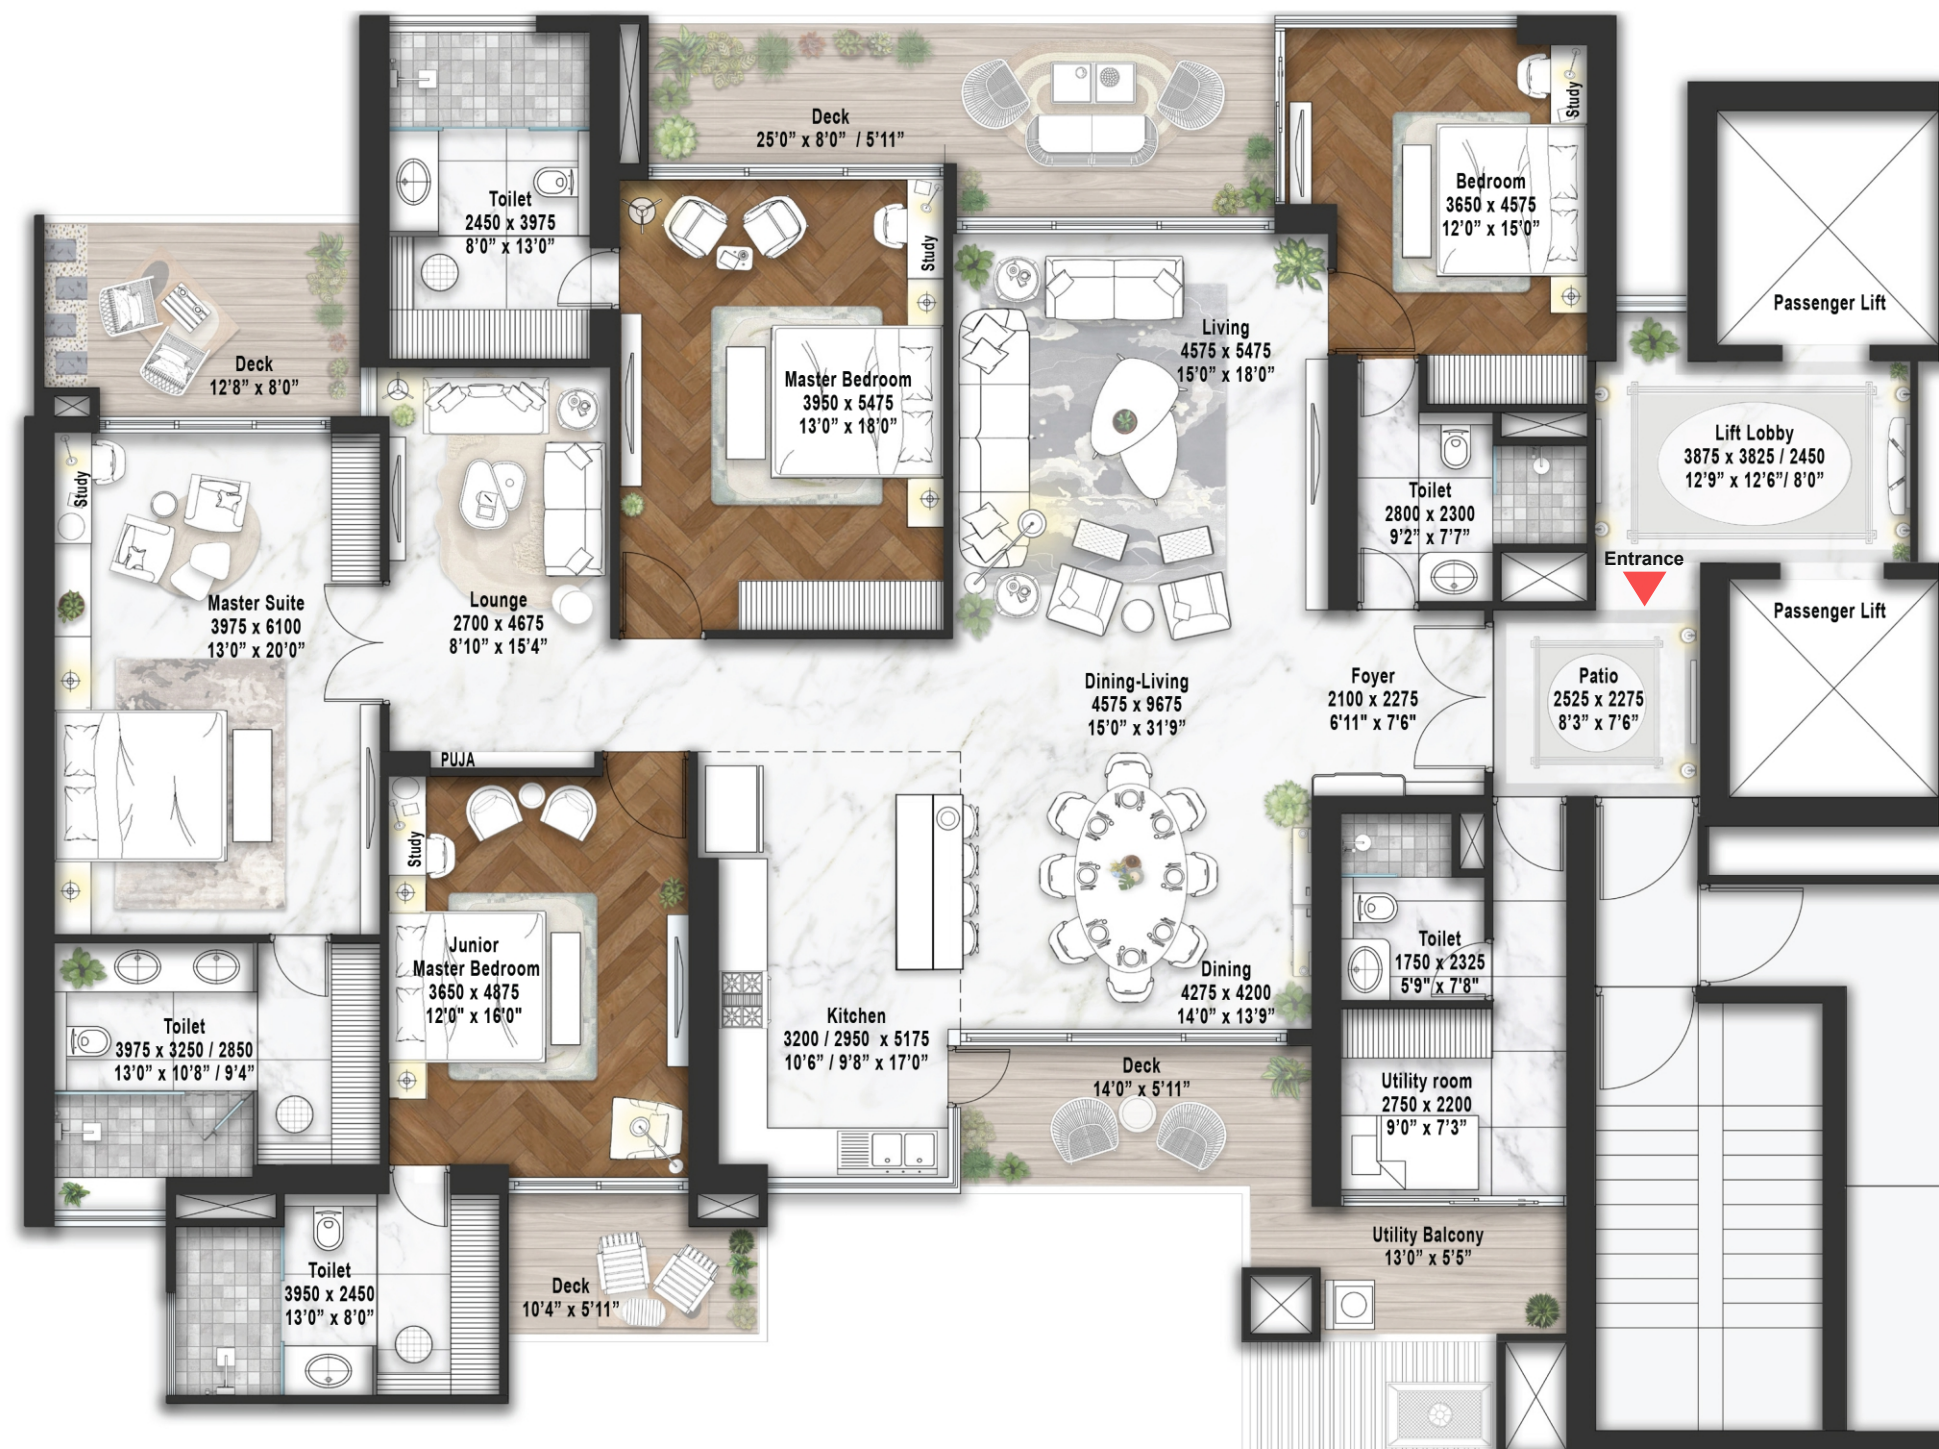 Deck
25’0” x 8’0” / 5’11”
Study
Bedroom
3650 x 4575
12’0” x 15’0”
Toilet
2450 x 3975
8’0” x 13’0”
Study
Passenger Lift
Deck
12’8” x 8’0”
Living
4575 x 5475
15’0” x 18’0”
Master Bedroom
3950 x 5475
13’0” x 18’0”
Lift Lobby
3875 x 3825 / 2450
12’9” x 12’6”/ 8’0”
Study
Toilet
2800 x 2300
9’2” x 7’7”
Entrance
Passenger Lift
Master Suite
3975 x 6100
13’0” x 20’0”
Lounge
2700 x 4675
8’10” x 15’4”
Dining-Living
4575 x 9675
15’0” x 31’9”
Foyer
2100 x 2275
6'11" x 7'6"
Patio
2525 x 2275
8’3” x 7’6”
PUJA
Study
Junior
Master Bedroom
3650 x 4875
12'0" x 16'0"
Dining
4275 x 4200
14’0” x 13’9”
Toilet
1750 x 2325
5'9" x 7'8"
Kitchen
3200 / 2950 x 5175
10’6” / 9’8” x 17’0”
Toilet
3975 x 3250 / 2850
13’0” x 10’8” / 9’4”
Deck
14’0” x 5’11”
Utility room
2750 x 2200
9’0” x 7’3”
Utility Balcony
13’0” x 5’5”
Toilet
3950 x 2450
13’0” x 8’0”
Deck
10’4” x 5’11”